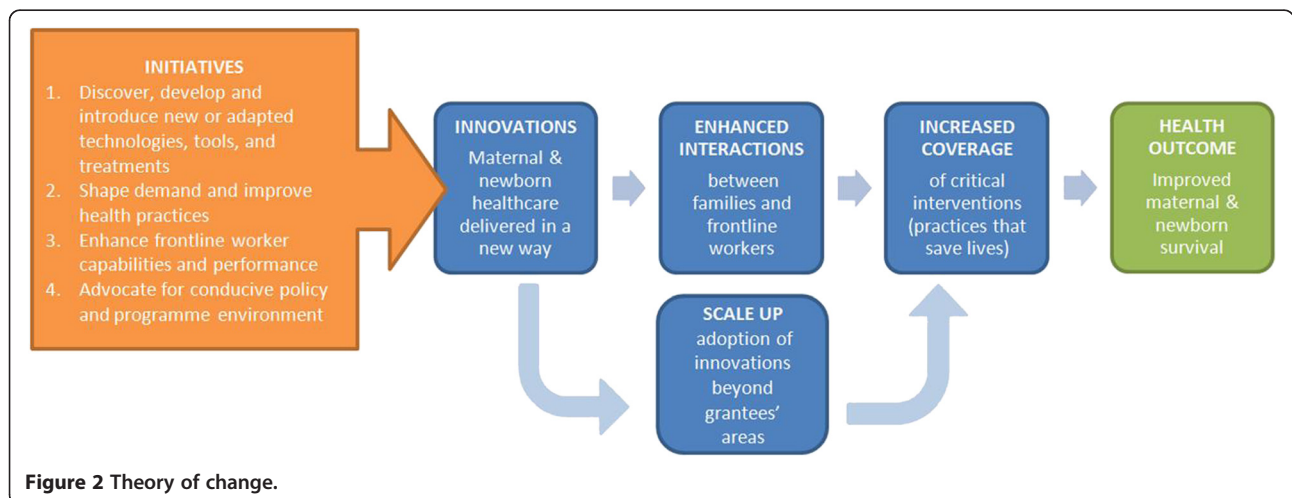 INITIATIVES
1. Discover, develop and
introduce new or adapted
technologies, tools, and
treatments
2. Shape demand and improve
health practices
3. Enhance frontline worker
capabilities and performance
4. Advocate for conducive policy
and programme environment
INNOVATIONS
Maternal &
newborn
healthcare
delivered in a
new way
ENHANCED
INTERACTIONS
between
families and
frontline
workers
INCREASED
COVERAGE
of critical
interventions
(practices that
save lives)
HEALTH
OUTCOME
Improved
maternal &
newborn
survival
SCALE UP
adoption of
innovations
beyond
grantees'
areas
Figure 2 Theory of change.